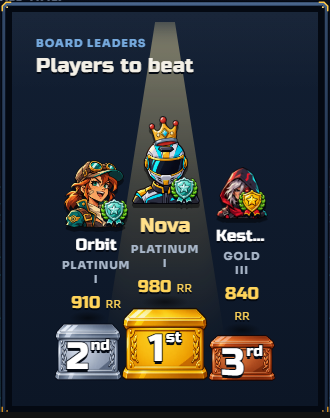 BOARD LEADERS
Players to beat
Orbit
PLATINUM
I
910 RR
2nd
Nova
PLATINUM
I
980 RR
1st
Kest...
GOLD
III
840
RR
3rd